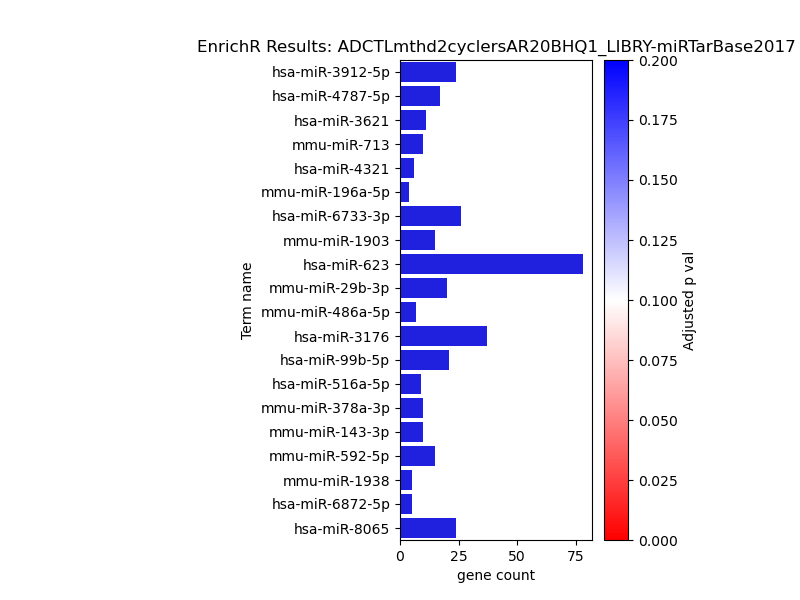 EnrichR Results: ADCTLmthd2cyclersAR20BHQ1_LIBRY-miRTarBase2017
hsa-miR-3912-5p
hsa-miR-4787-5p
hsa-miR-3621
mmu-miR-713
hsa-miR-4321
mmu-miR-196a-5p
hsa-miR-6733-3p
mmu-miR-1903
hsa-miR-623
mmu-miR-29b-3p
mmu-miR-486a-5p
hsa-miR-3176
hsa-miR-99b-5p
hsa-miR-516a-5p
mmu-miR-378a-3p
mmu-miR-143-3p
mmu-miR-592-5p
mmu-miR-1938
hsa-miR-6872-5p
hsa-miR-8065
Term name
0 25 50 75
gene count
0.200
0.175
0.150
0.125
0.100
0.075
0.050
0.025
0.000
Adjusted p val